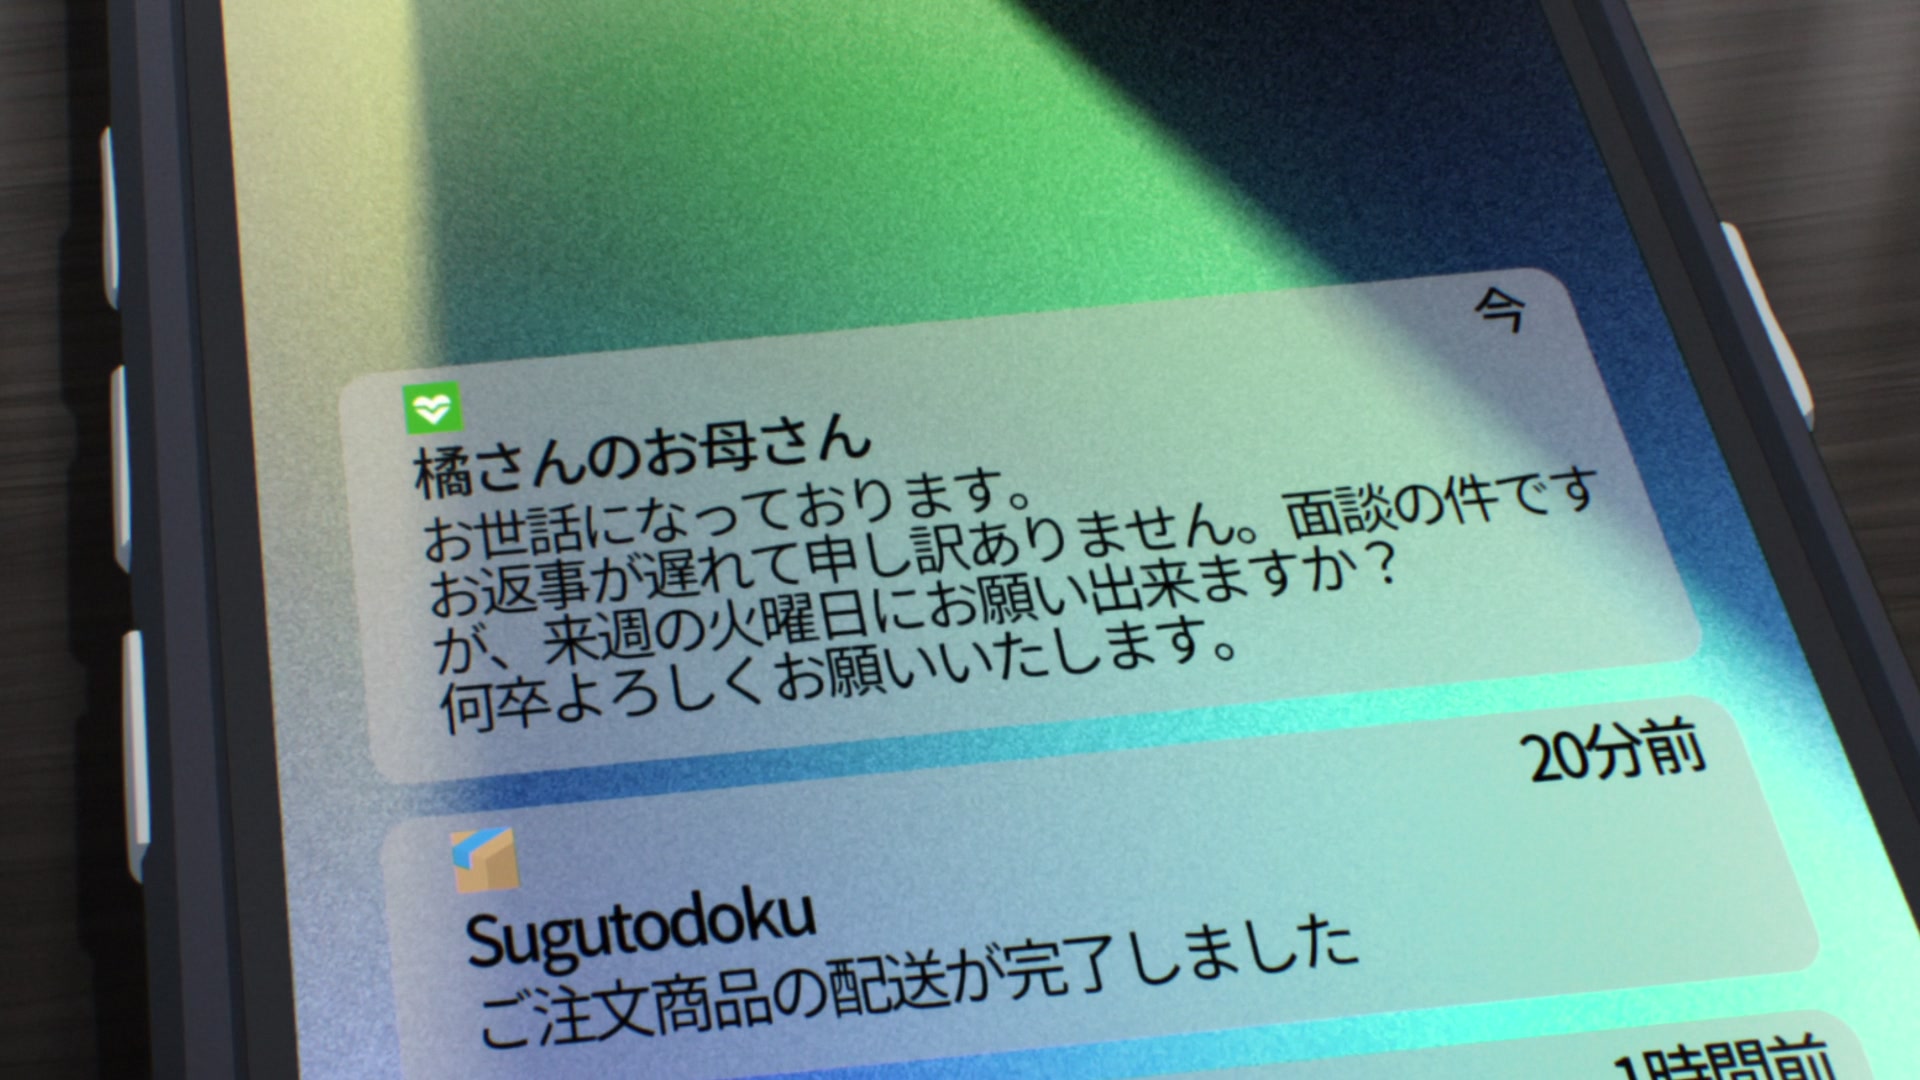 今
橘さんのお母さん
お世話になっております。
お返事が遅れて申し訳ありません。面談の件です
が、来週の火曜日にお願い出来ますか？
何卒よろしくお願いいたします。
20分前
Sugutodoku
ご注文商品の配送が完了しました
1時間前